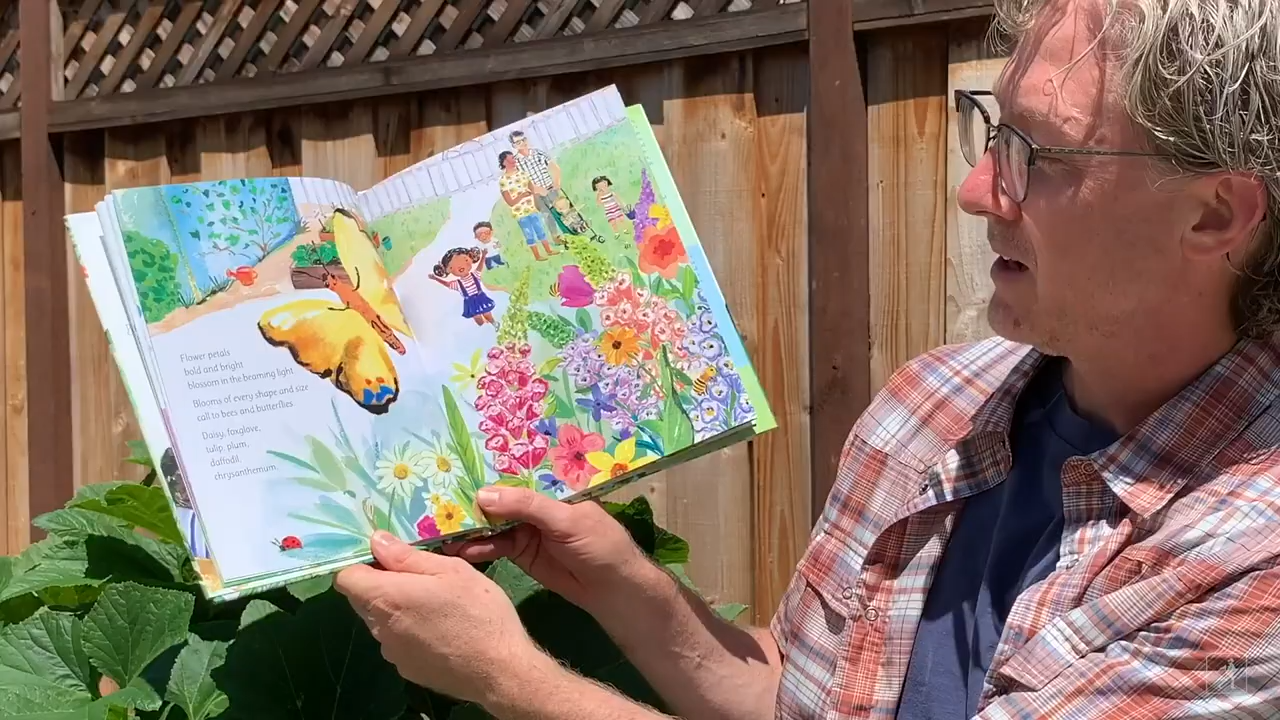 Flower petals
bold and bright
blossom in the beaming light
Blooms of every shape and size
call to bees and butterflies
Daisy, foxglove,
tulip, plum,
daffodil,
chrysanthemum.